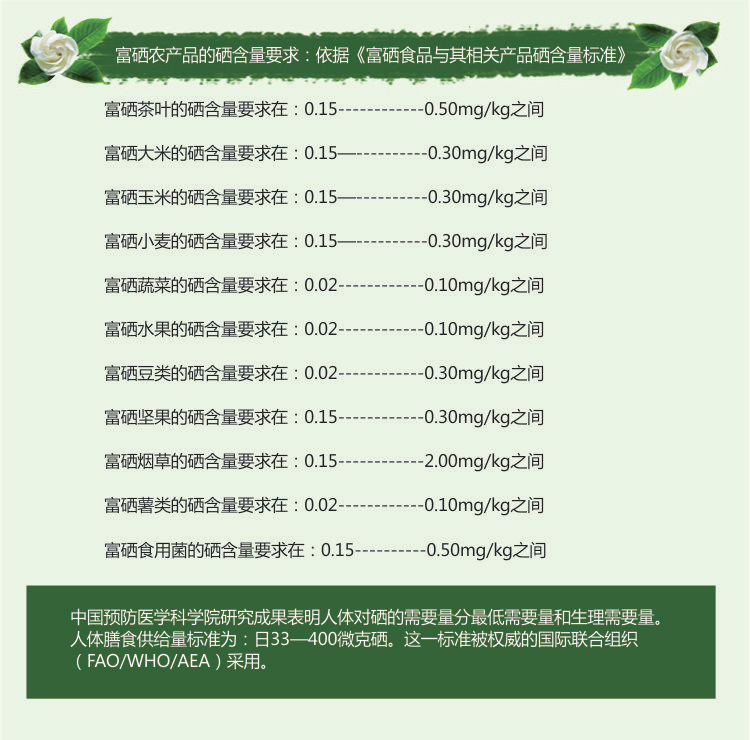 富硒农产品的硒含量要求：依据《富硒食品与其相关产品硒含量标准》
富硒茶叶的硒含量要求在：0.15------------0.50mg/kg之间
富硒大米的硒含量要求在：0.15—----------0.30mg/kg之间
富硒玉米的硒含量要求在：0.15—----------0.30mg/kg之间
富硒小麦的硒含量要求在：0.15—----------0.30mg/kg之间
富硒蔬菜的硒含量要求在：0.02------------0.10mg/kg之间
富硒水果的硒含量要求在：0.02------------0.10mg/kg之间
富硒豆类的硒含量要求在：0.02------------0.30mg/kg之间
富硒坚果的硒含量要求在：0.15------------0.30mg/kg之间
富硒烟草的硒含量要求在：0.15------------2.00mg/kg之间
富硒薯类的硒含量要求在：0.02------------0.10mg/kg之间
富硒食用菌的硒含量要求在：0.15----------0.50mg/kg之间
中国预防医学科学院研究成果表明人体对硒的需要量分最低需要量和生理需要量。
人体膳食供给量标准为：日33—400微克硒。这一标准被权威的国际联合组织
（FAO/WHO/AEA）采用。